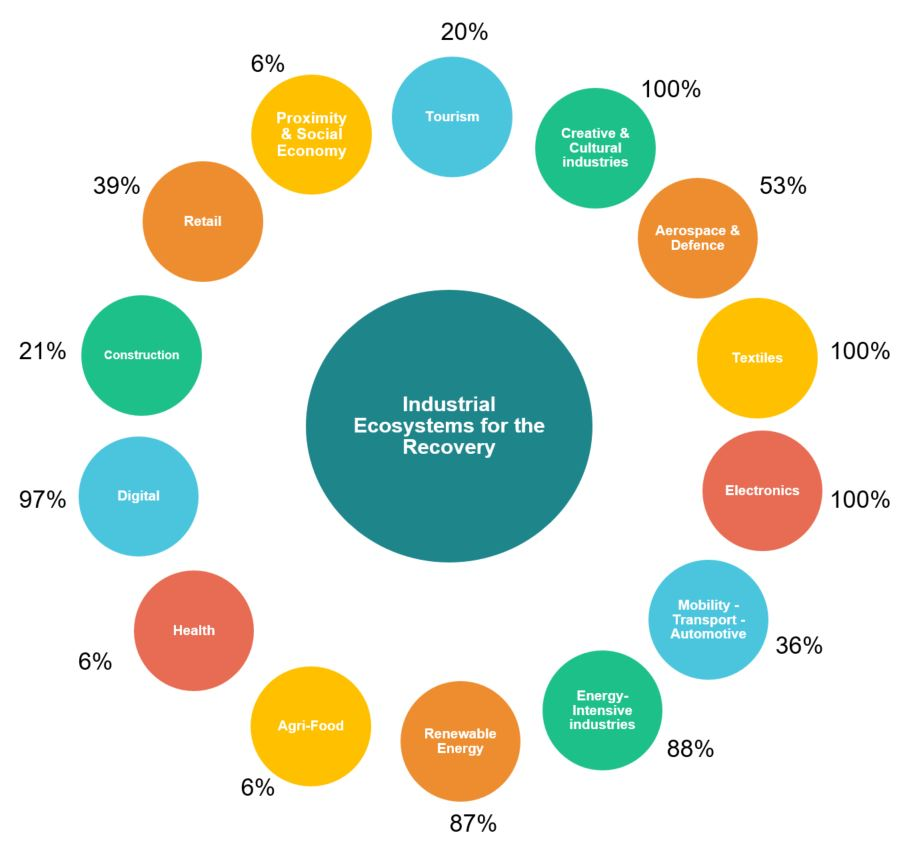 20%
Tourism
100%
Creative &
Cultural
industries
53%
Aerospace &
Defence
100%
Textiles
100%
Electronics
36%
Mobility -
Transport -
Automotive
88%
Energy-
Intensive
industries
87%
Renewable
Energy
6%
Agri-Food
6%
Health
97%
Digital
21%
Construction
39%
Retail
6%
Proximity
& Social
Economy
Industrial
Ecosystems for the
Recovery